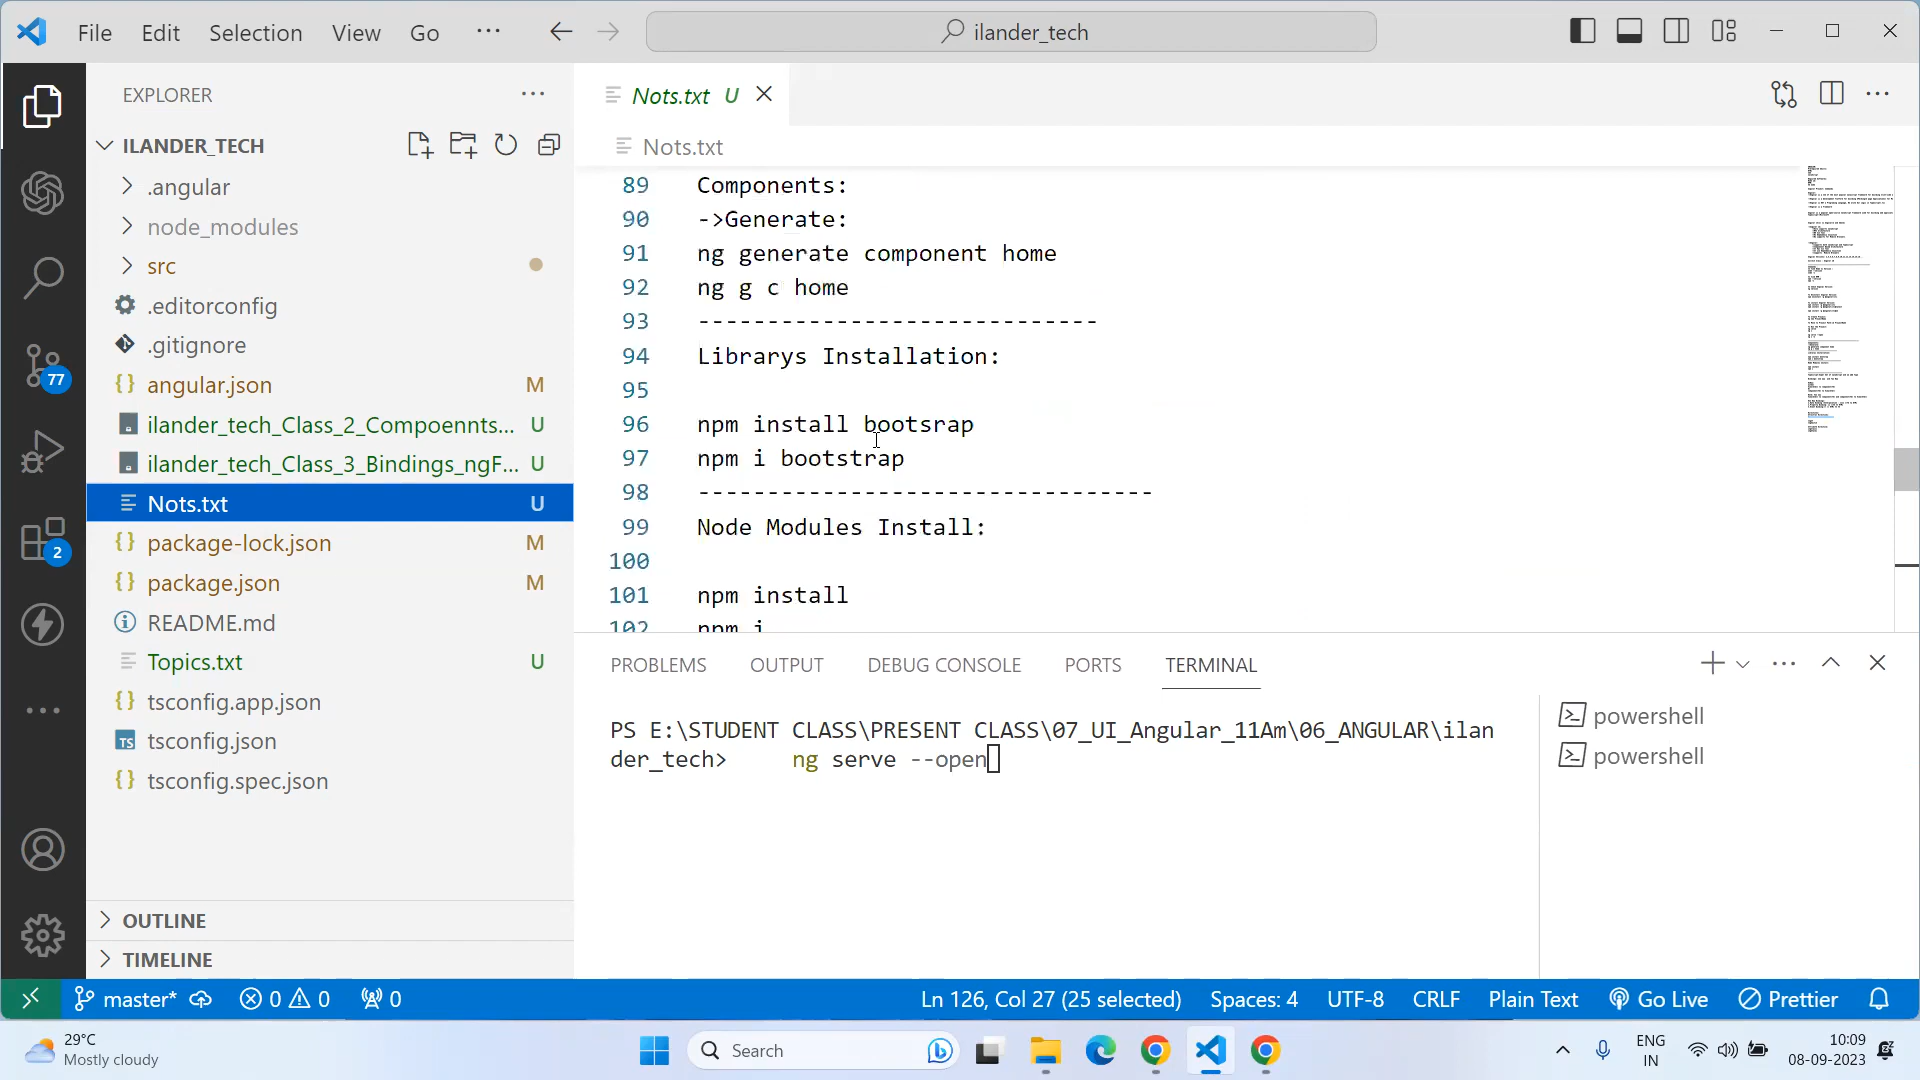 File Edit Selection View Go ··· ilander_tech
EXPLORER
ILANDER_TECH
.angular
node_modules
src
.editorconfig
.gitignore
angular.json M
ilander_tech_Class_2_Compoennts... U
ilander_tech_Class_3_Bindings_ngF... U
Nots.txt U
package-lock.json M
package.json M
README.md
Topics.txt U
tsconfig.app.json
tsconfig.json
tsconfig.spec.json
OUTLINE
TIMELINE
77
2
Nots.txt U
Nots.txt
89 Components:
90 ->Generate:
91 ng generate component home
92 ng g c home
93 -----------------------------
94 Librarys Installation:
95
96 npm install bootsrap
97 npm i bootstrap
98 ---------------------------------
99 Node Modules Install:
100
101 npm install
102 npm i
PROBLEMS OUTPUT DEBUG CONSOLE PORTS TERMINAL
PS E:\STUDENT CLASS\PRESENT CLASS\07_UI_Angular_11Am\06_ANGULAR\ilan
der_tech> ng serve --open
powershell
powershell
master* 0 0 0 Ln 126, Col 27 (25 selected) Spaces: 4 UTF-8 CRLF Plain Text Go Live Prettier
29°C
Mostly cloudy
Search
ENG
IN
10:09
08-09-2023